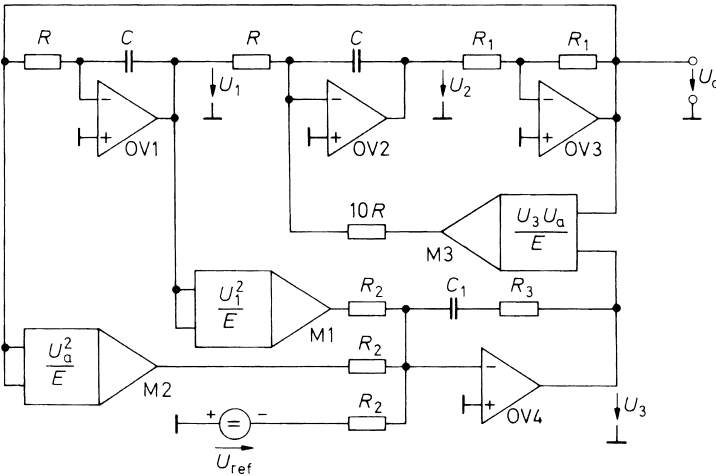 R C R C R₁ R₁
U₁ U₂ Uₐ
− − −
+ + +
OV1 OV2 OV3
10R M3 U₃Uₐ/E
U₁²/E M1 R₂ C₁ R₃
Uₐ²/E M2 R₂ −
+ OV4 U₃
+ = − R₂
U_ref